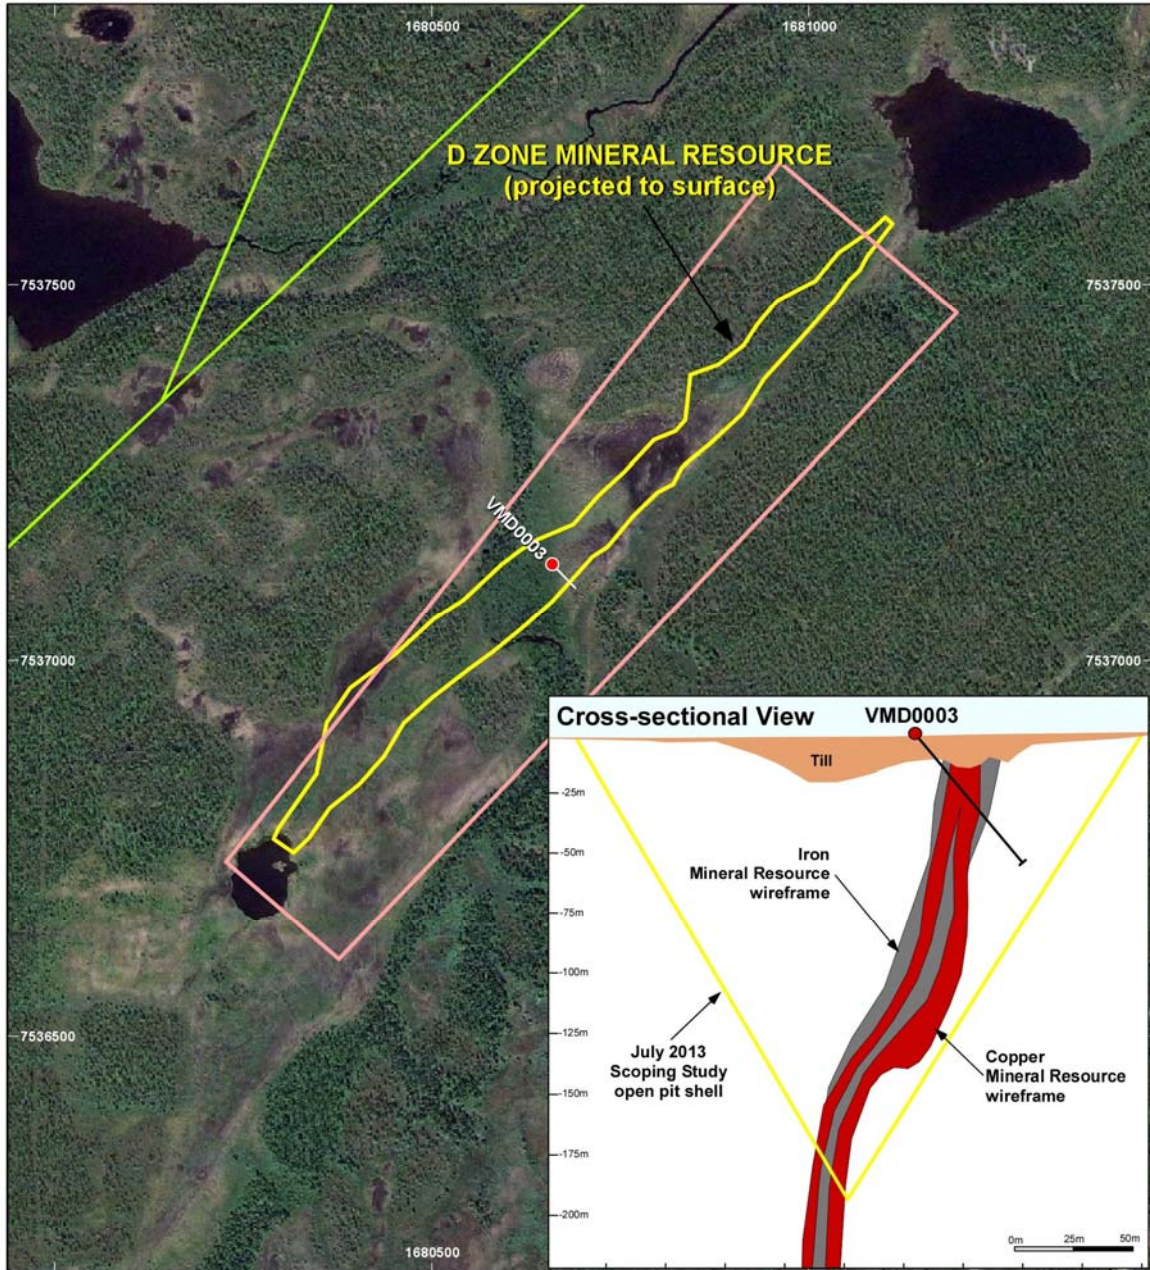 1680500
1681000
D ZONE MINERAL RESOURCE
(projected to surface)
7537500
7537500
VMD0003
7537000
7537000
7536500
1680500
Cross-sectional View
VMD0003
Till
-25m
-50m
-75m
-100m
-125m
-150m
-175m
-200m
Iron
Mineral Resource
wireframe
July 2013
Scoping Study
open pit shell
Copper
Mineral Resource
wireframe
0m
25m
50m